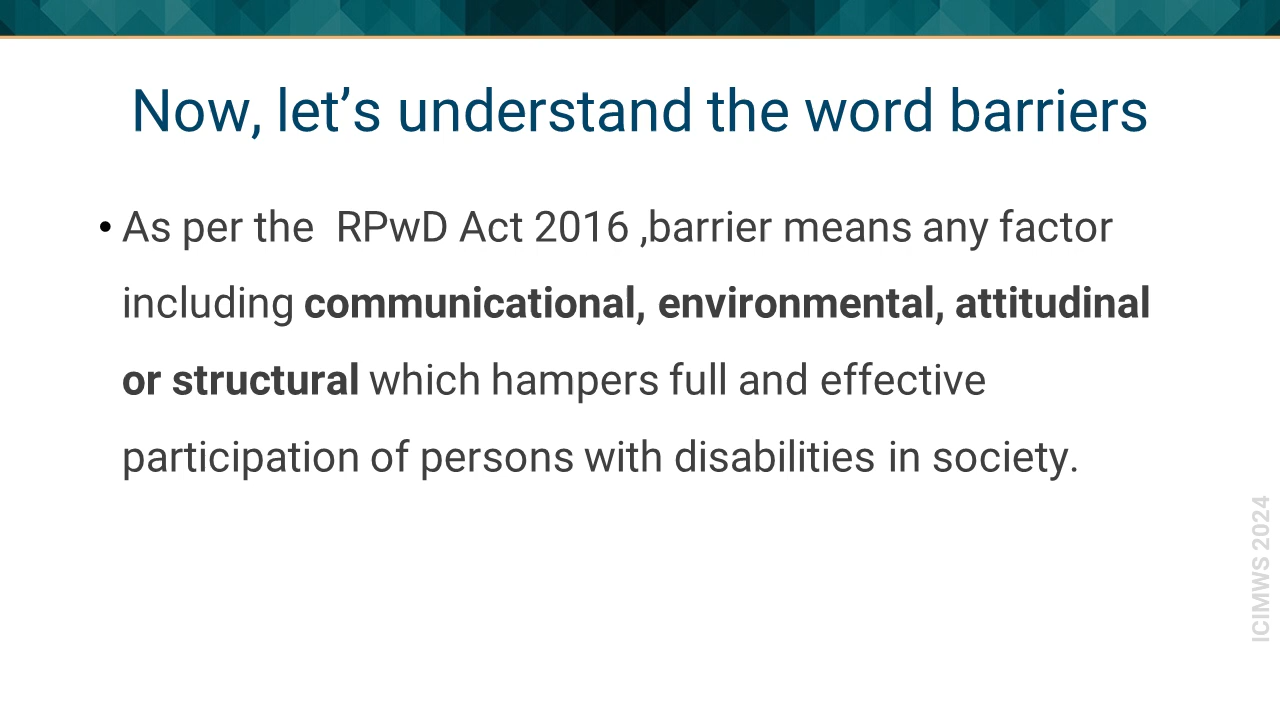 Now, let’s understand the word barriers
• As per the  RPwD Act 2016 ,barrier means any factor
including communicational, environmental, attitudinal
or structural which hampers full and effective
participation of persons with disabilities in society.
ICIMWS 2024